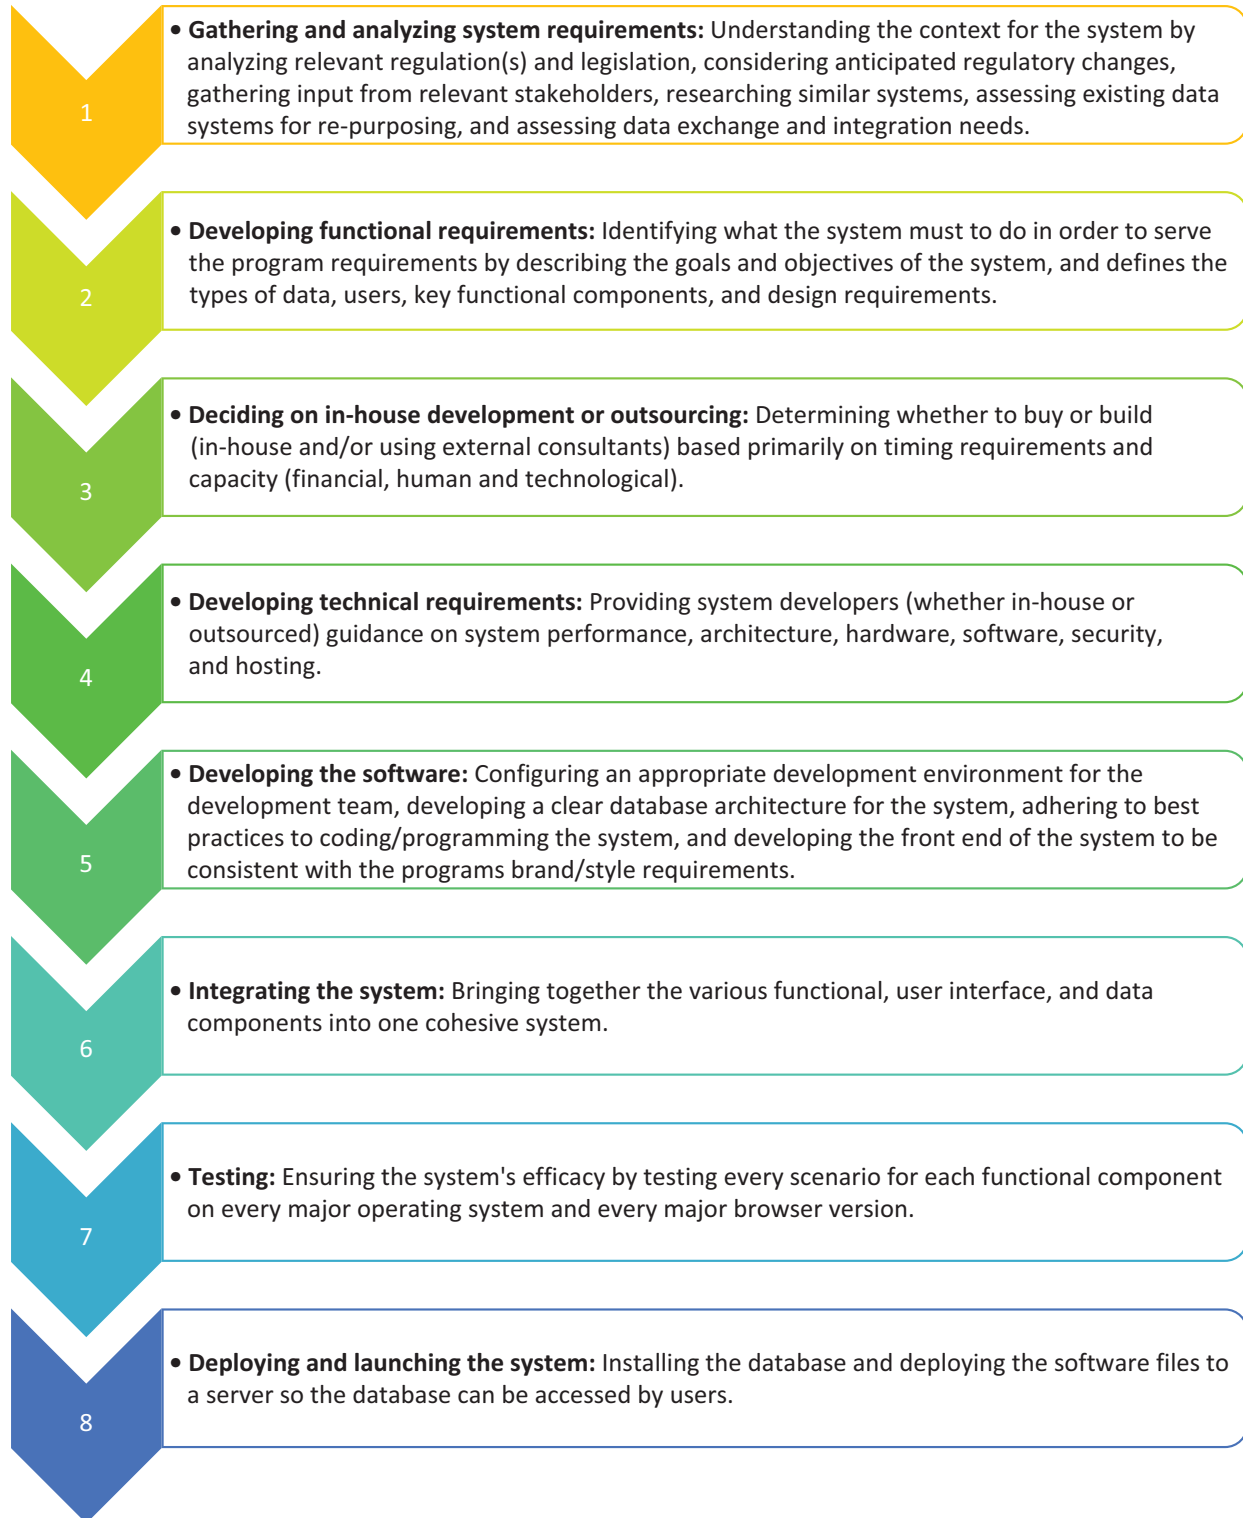 • Gathering and analyzing system requirements: Understanding the context for the system by
analyzing relevant regulation(s) and legislation, considering anticipated regulatory changes,
gathering input from relevant stakeholders, researching similar systems, assessing existing data
systems for re-purposing, and assessing data exchange and integration needs.
1
• Developing functional requirements: Identifying what the system must to do in order to serve
the program requirements by describing the goals and objectives of the system, and defines the
types of data, users, key functional components, and design requirements.
2
• Deciding on in-house development or outsourcing: Determining whether to buy or build
(in-house and/or using external consultants) based primarily on timing requirements and
capacity (financial, human and technological).
3
• Developing technical requirements: Providing system developers (whether in-house or
outsourced) guidance on system performance, architecture, hardware, software, security,
and hosting.
4
• Developing the software: Configuring an appropriate development environment for the
development team, developing a clear database architecture for the system, adhering to best
practices to coding/programming the system, and developing the front end of the system to be
consistent with the programs brand/style requirements.
5
• Integrating the system: Bringing together the various functional, user interface, and data
components into one cohesive system.
6
• Testing: Ensuring the system's efficacy by testing every scenario for each functional component
on every major operating system and every major browser version.
7
• Deploying and launching the system: Installing the database and deploying the software files to
a server so the database can be accessed by users.
8